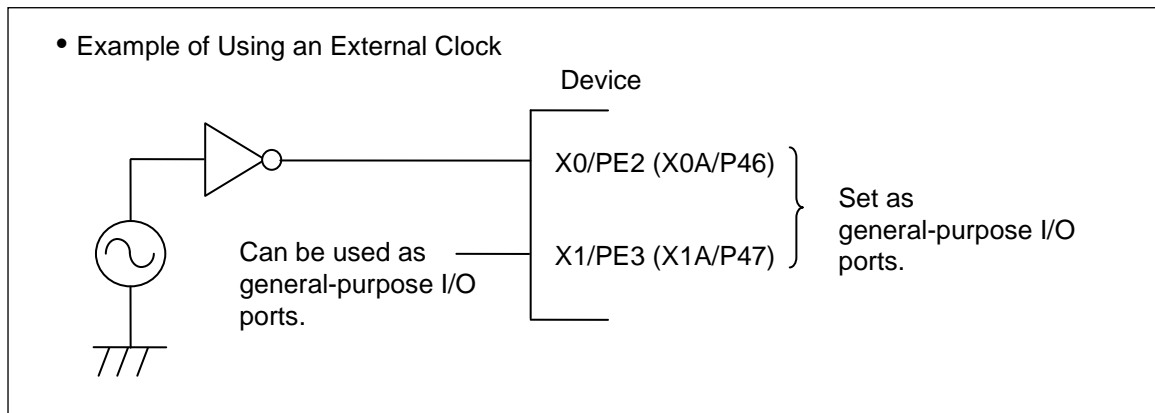 • Example of Using an External Clock
Device
X0/PE2 (X0A/P46)
Set as
general-purpose I/O
ports.
Can be used as
general-purpose I/O
ports.
X1/PE3 (X1A/P47)